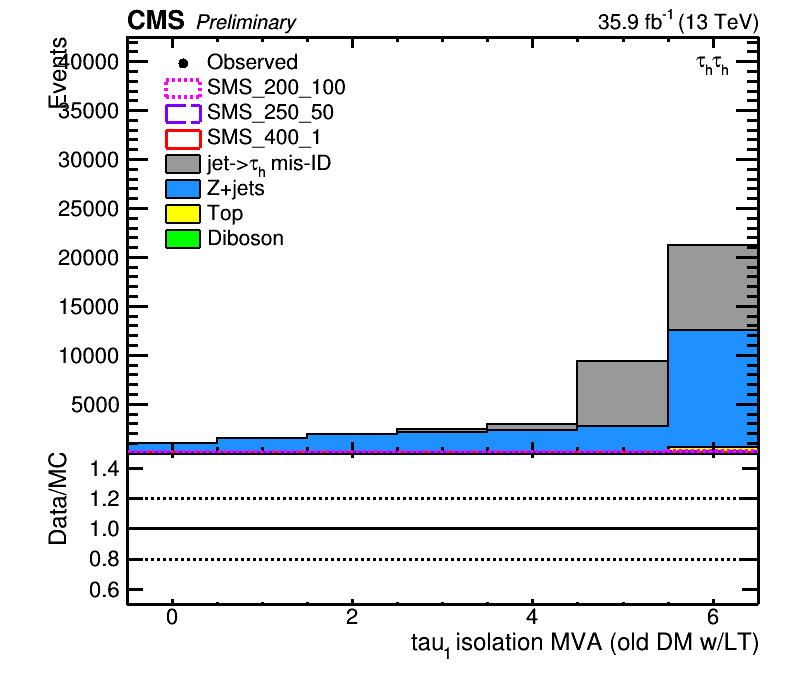 CMS Preliminary 35.9 fb⁻¹ (13 TeV)
Events
40000
35000
30000
25000
20000
15000
10000
5000
τₕτₕ
Observed
SMS_200_100
SMS_250_50
SMS_400_1
jet->τₕ mis-ID
Z+jets
Top
Diboson
Data/MC
1.4
1.2
1.0
0.8
0.6
0 2 4 6
tau₁ isolation MVA (old DM w/LT)